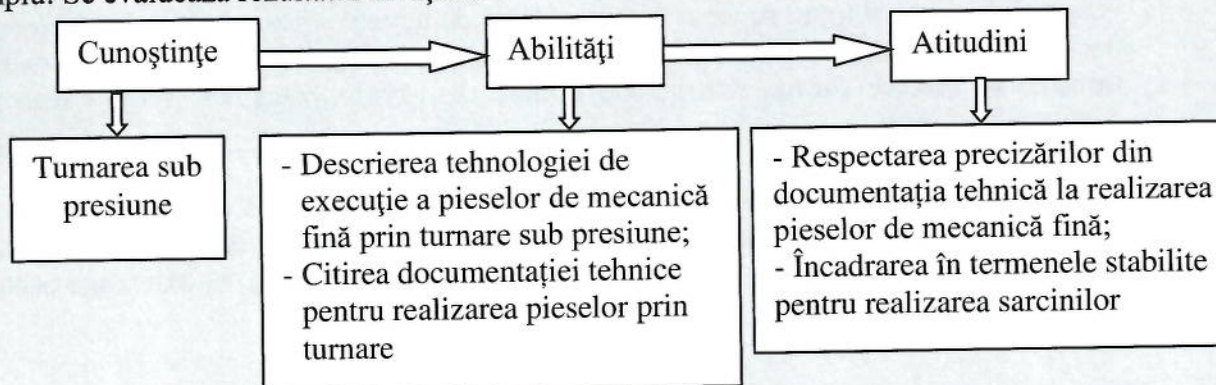 Cunoştinţe
Abilităţi
Atitudini
Turnarea sub
presiune
- Descrierea tehnologiei de
execuţie a pieselor de mecanică
fină prin turnare sub presiune;
- Citirea documentației tehnice
pentru realizarea pieselor prin
turnare
- Respectarea precizărilor din
documentația tehnică la realizarea
pieselor de mecanică fină;
- Încadrarea în termenele stabilite
pentru realizarea sarcinilor